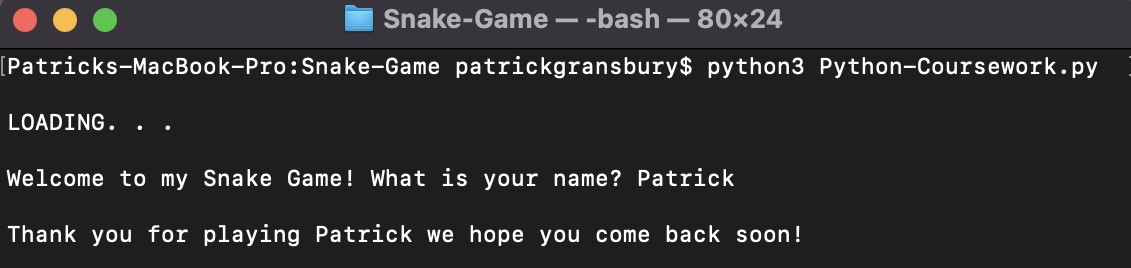 Snake-Game — -bash — 80×24
[Patricks-MacBook-Pro:Snake-Game patrickgransbury$ python3 Python-Coursework.py ]
LOADING. . .
Welcome to my Snake Game! What is your name? Patrick
Thank you for playing Patrick we hope you come back soon!